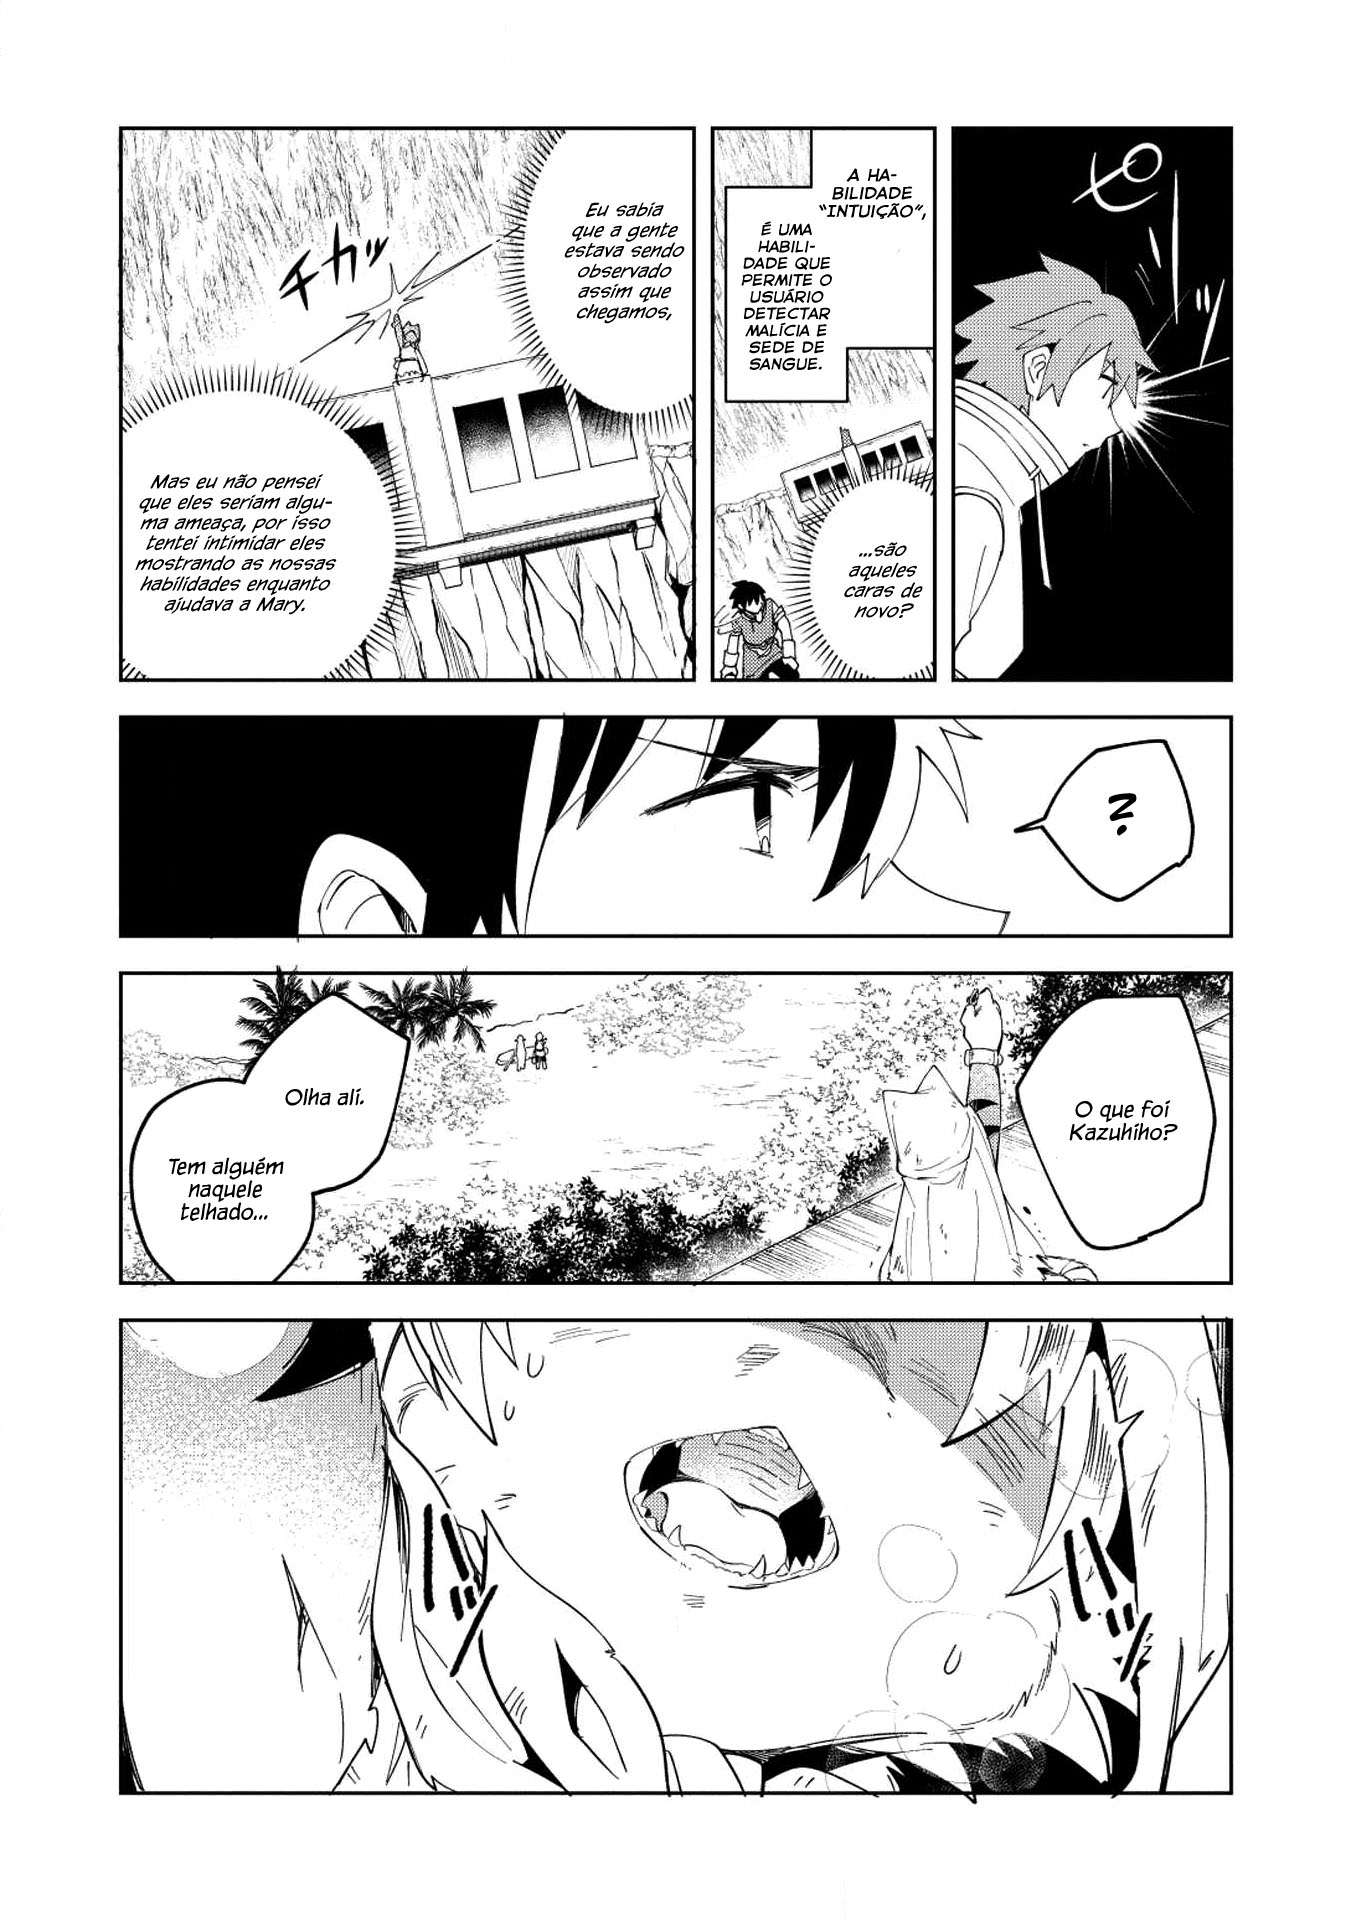 A HA-
BILIDADE
"INTUIÇÃO",
É UMA
HABILI-
DADE QUE
PERMITE O
USUÁRIO
DETECTAR
MALÍCIA E
SEDE DE
SANGUE.
...são
aqueles
caras de
novo?
Eu sabia
que a gente
estava sendo
observado
assim que
chegamos,
チカッ
Mas eu não pensei
que eles seriam algu-
ma ameaça, por isso
tentei intimidar eles
mostrando as nossas
habilidades enquanto
ajudava a Mary.
?
O que foi
Kazuhiho?
Olha ali.
Tem alguém
naquele
telhado...